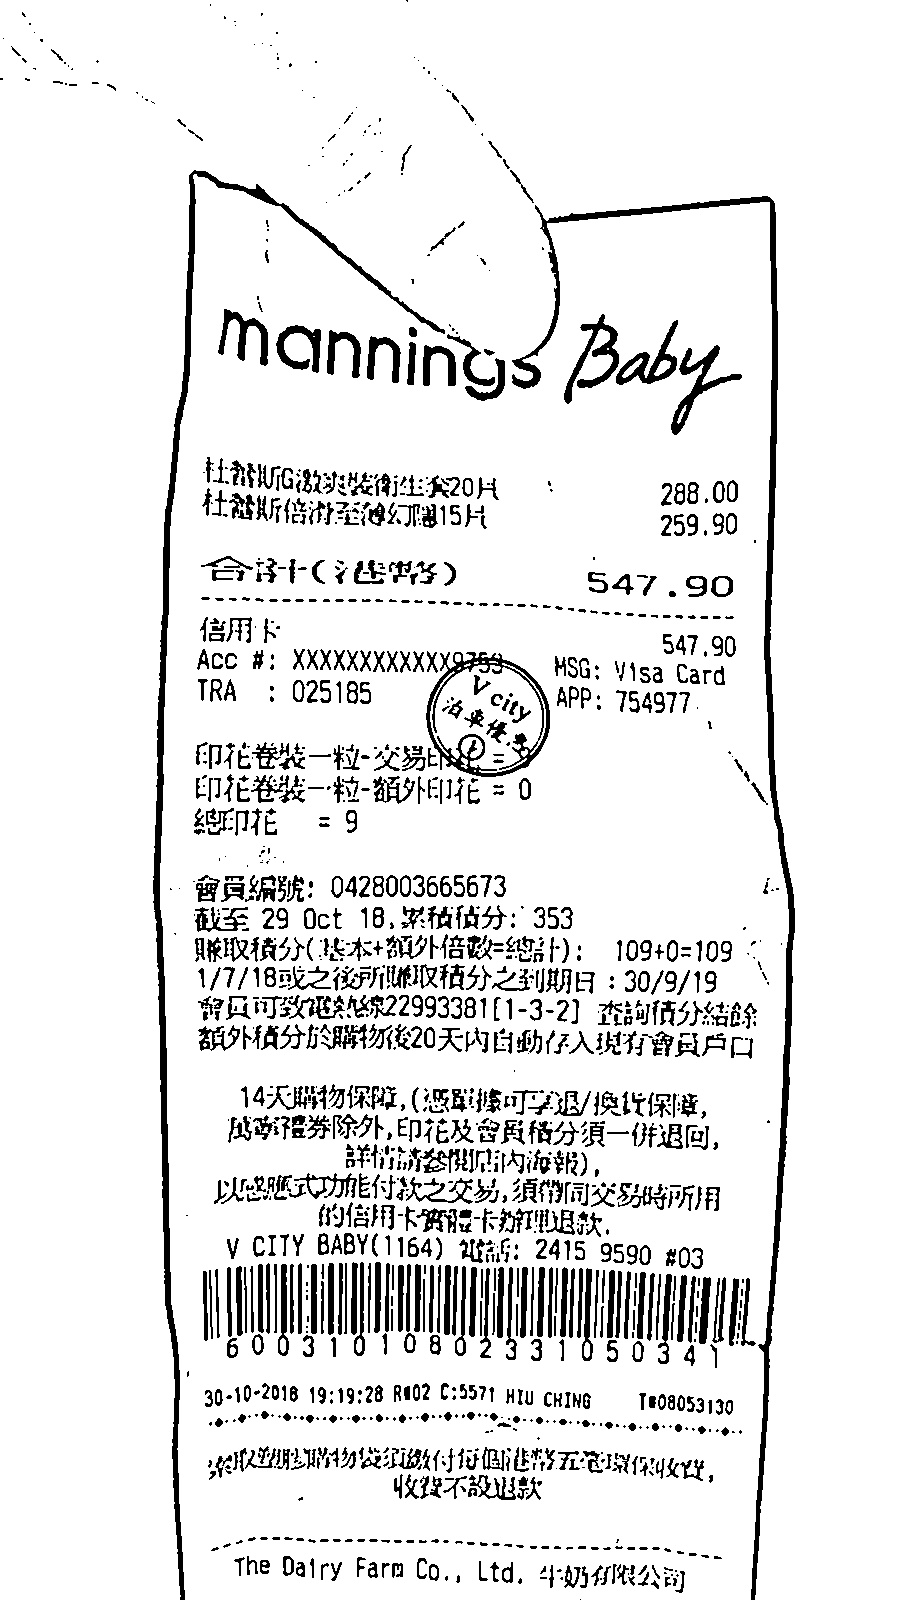 mannings Baby
杜蕾斯G激爽裝衛生套20片 288.00
杜蕾斯倍滑至薄幻隱15片 259.90
合計(港幣) 547.90
信用卡 547.90
Acc #: XXXXXXXXXXXX9753 MSG: Visa Card
TRA : 025185 APP: 754977
V city
泊車優惠
印花卷裝一粒-交易印花 =
印花卷裝一粒-額外印花 = 0
總印花 = 9
會員編號: 0428003665673
截至 29 Oct 18,累積積分: 353
賺取積分(基本+額外倍數=總計): 109+0=109
1/7/18或之後所賺取積分之到期日:30/9/19
會員可致電熱線22993381[1-3-2] 查詢積分結餘
額外積分於購物後20天內自動存入現有會員戶口
14天購物保障,(憑單據可享退/換貨保障,
萬寧禮券除外,印花及會員積分須一併退回,
詳情請參閱店內海報),
以感應式功能付款之交易,須帶同交易時所用
的信用卡實體卡辦理退款.
V CITY BABY(1164) 電話: 2415 9590 #03
60031010802331050341
30-10-2018 19:19:28 R#02 C:5571 HIU CHING T#08053130
索取塑膠購物袋須繳付每個港幣五毫環保收費,
收費不設退款
The Dairy Farm Co., Ltd. 牛奶有限公司